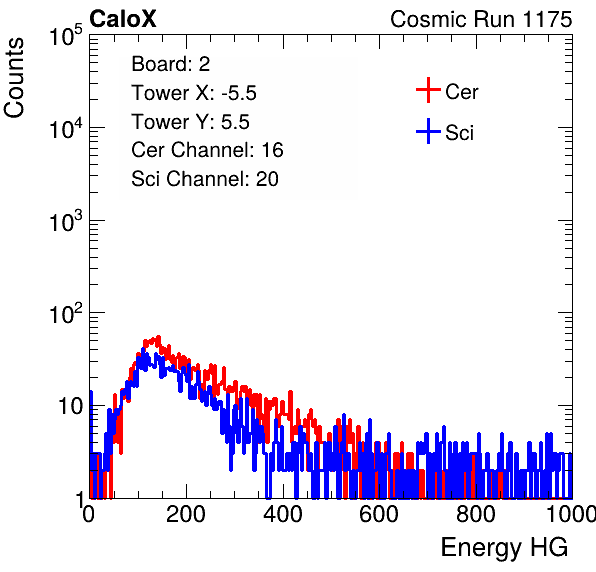 CaloX Cosmic Run 1175
Counts
Board: 2
Tower X: -5.5
Tower Y: 5.5
Cer Channel: 16
Sci Channel: 20
Cer
Sci
10^5
10^4
10^3
10^2
10
1
0 200 400 600 800 1000
Energy HG